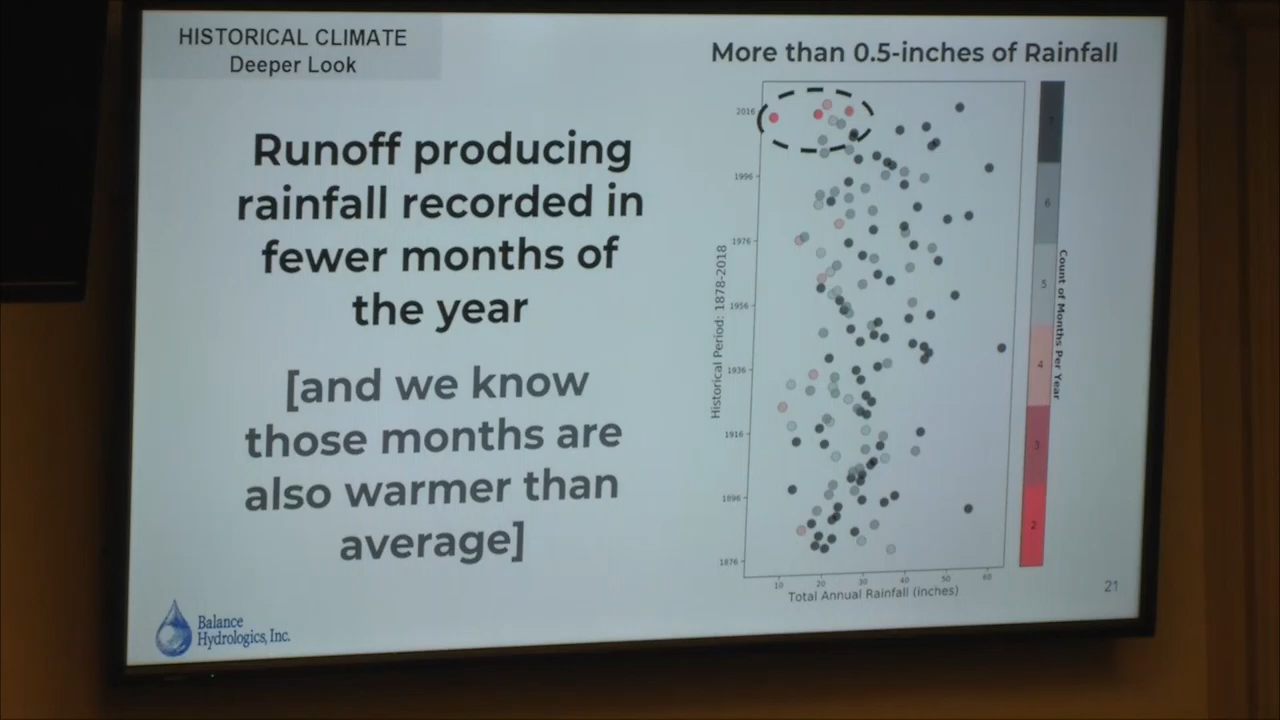 HISTORICAL CLIMATE
Deeper Look
Runoff producing
rainfall recorded in
fewer months of
the year
[and we know
those months are
also warmer than
average]
Balance
Hydrologics, Inc.
More than 0.5-inches of Rainfall
Historical Period: 1878-2018
2016
1996
1976
1956
1936
1916
1896
1876
10 20 30 40 50 60
Total Annual Rainfall (inches)
7
6
5
4
3
2
Count of Months Per Year
21